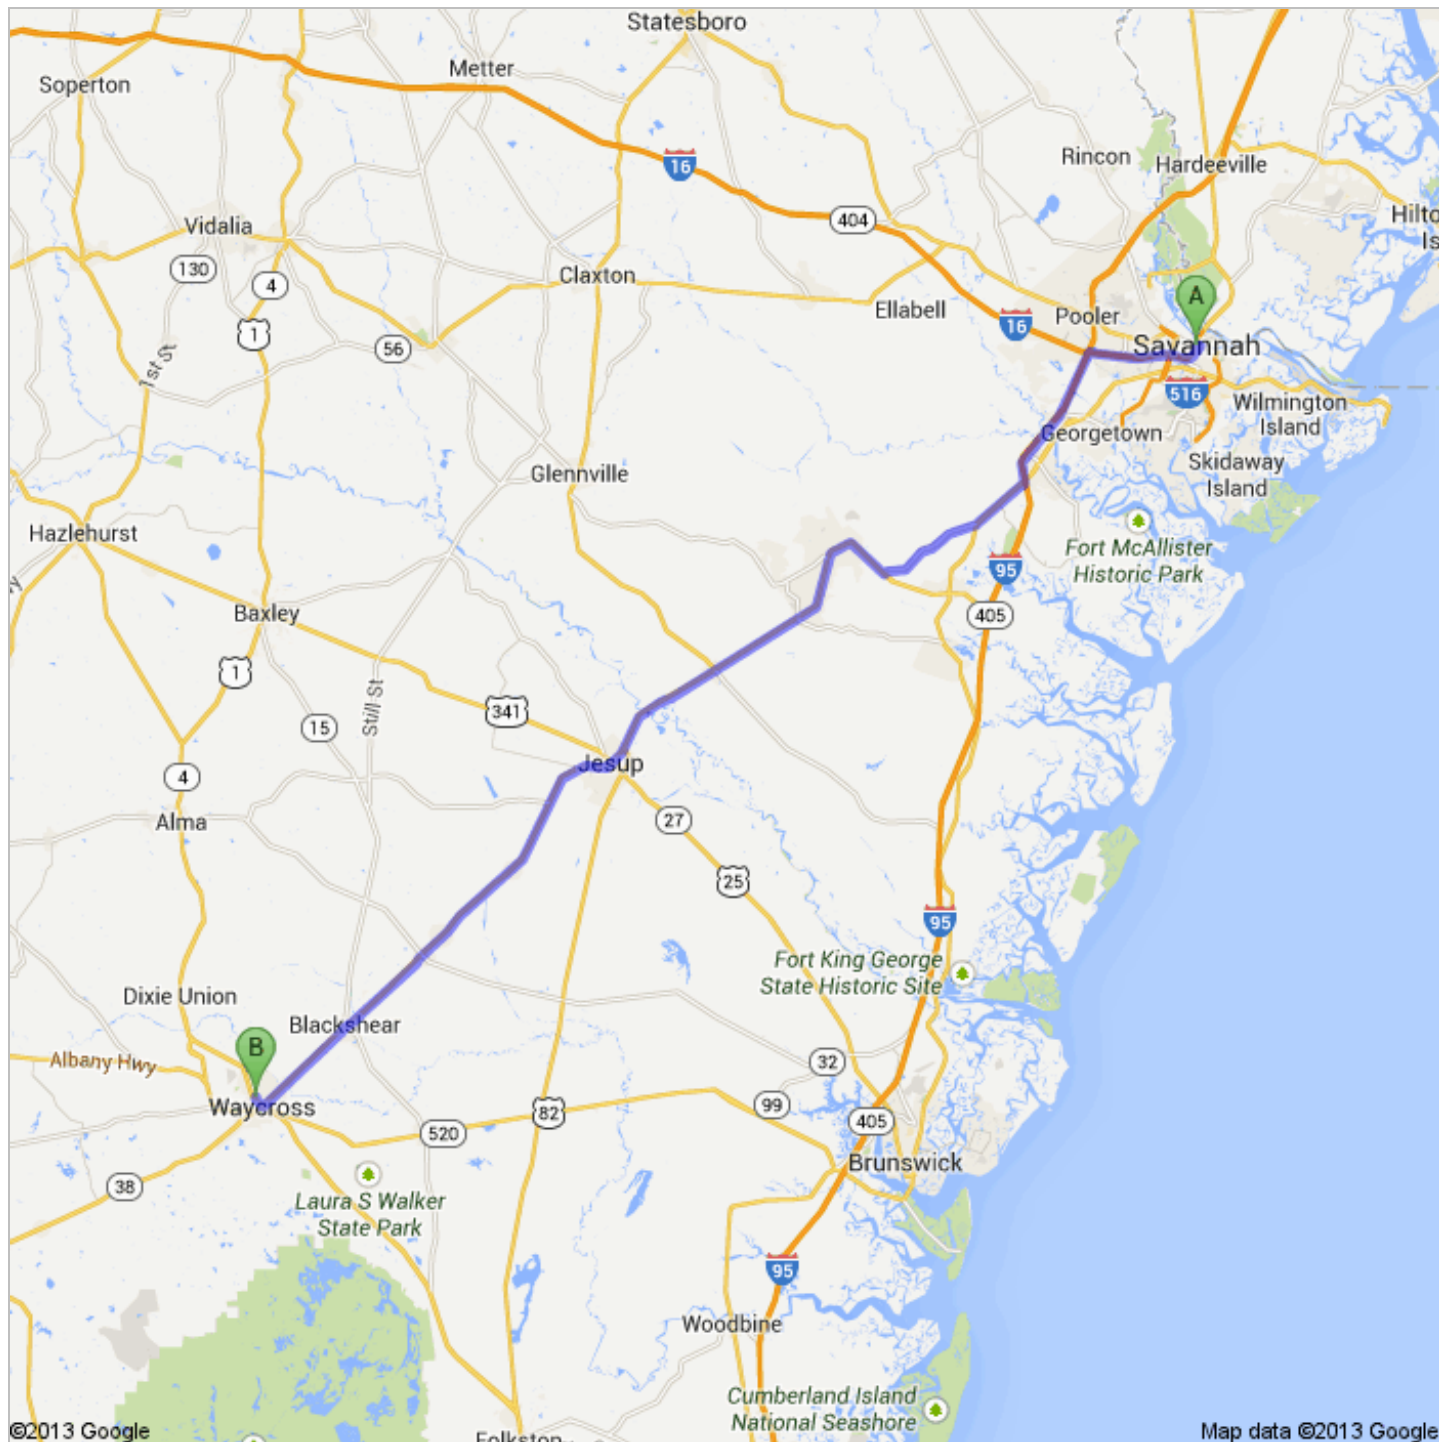 Statesboro
Metter
Soperton
16
Rincon
Hardeeville
404
Vidalia
Hilto
Is
130
4
Claxton
A
1
Ellabell
16
Pooler
Savannah
56
1st St
516
Wilmington
Island
Georgetown
Glennville
Skidaway
Island
Hazlehurst
Fort McAllister
Historic Park
95
Baxley
405
1
Still St
341
15
Jesup
4
27
Alma
25
95
Fort King George
State Historic Site
Dixie Union
Blackshear
B
Albany Hwy
32
Waycross
99
82
520
405
Brunswick
38
Laura S Walker
State Park
95
Woodbine
Cumberland Island
National Seashore
©2013 Google
Folkston
Map data ©2013 Google